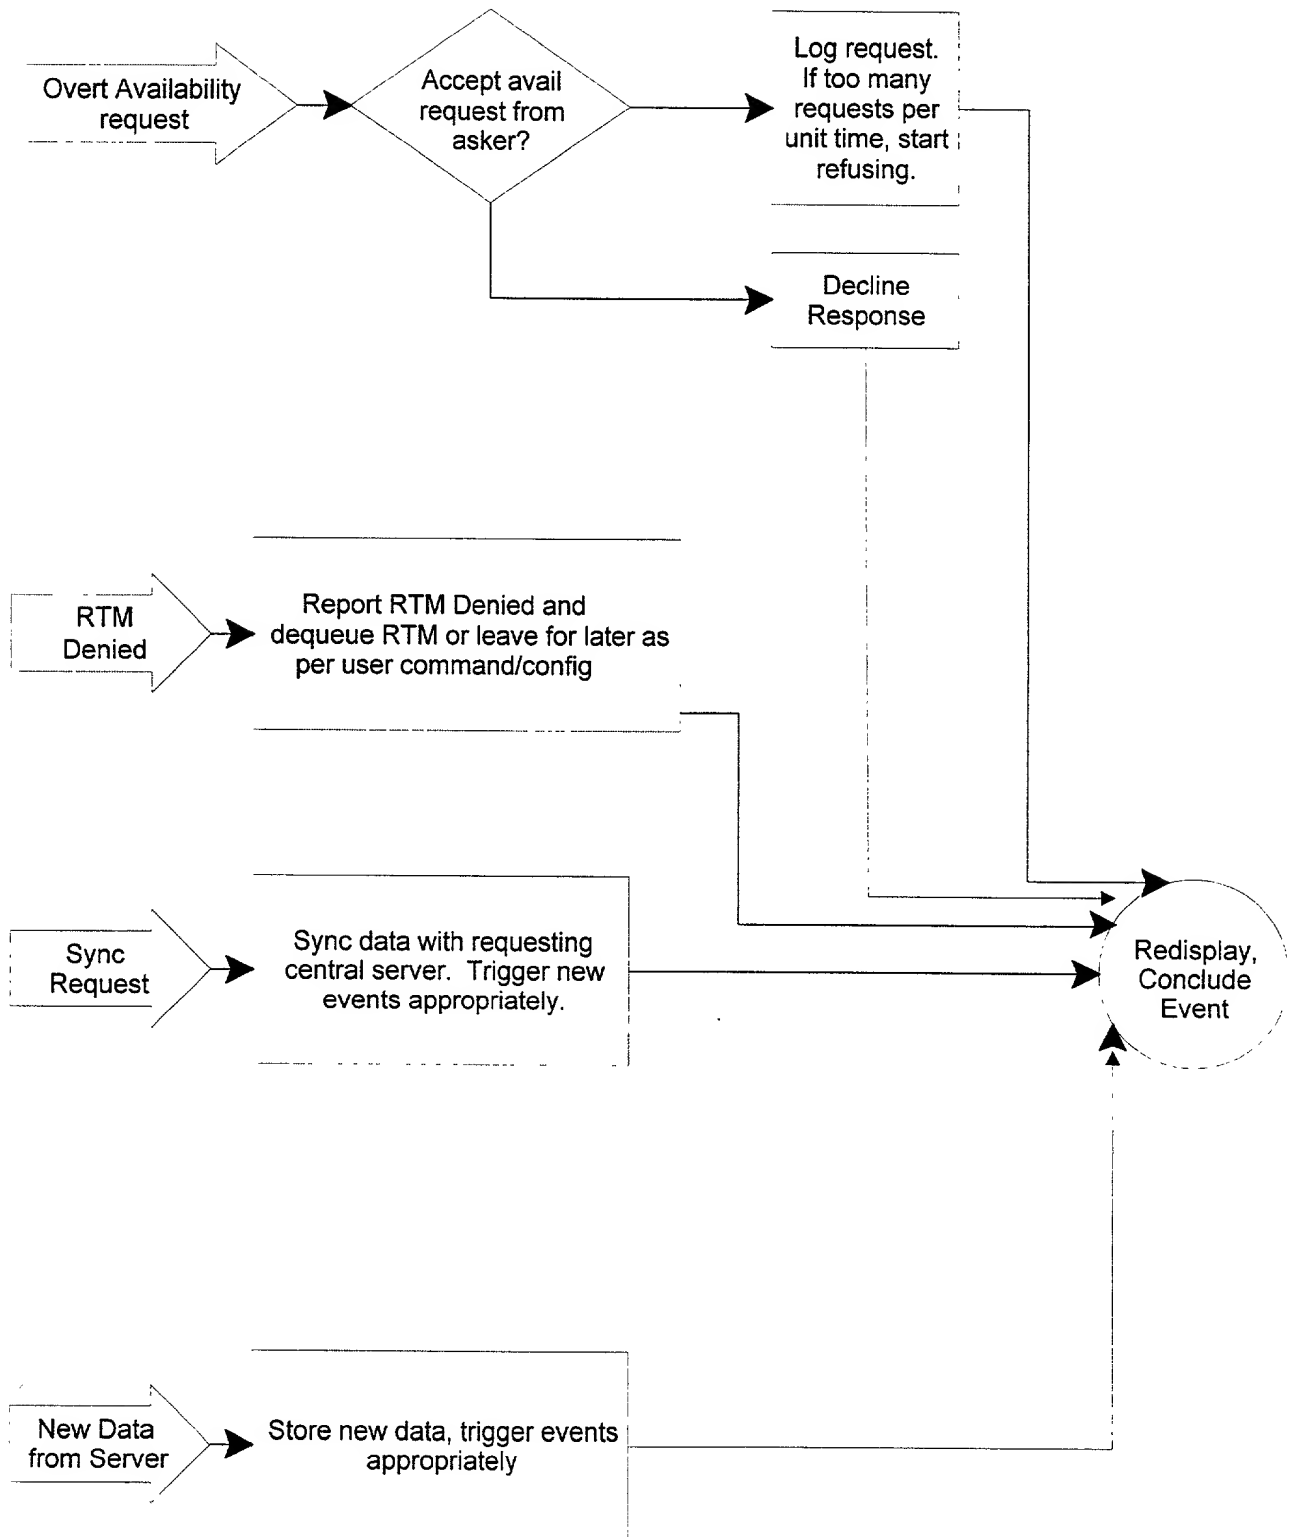 Overt Availability
request
Accept avail
request from
asker?
Log request.
If too many
requests per
unit time, start
refusing.
Decline
Response
RTM
Denied
Report RTM Denied and
dequeue RTM or leave for later as
per user command/config
Sync
Request
Sync data with requesting
central server.  Trigger new
events appropriately.
Redisplay,
Conclude
Event
New Data
from Server
Store new data, trigger events
appropriately